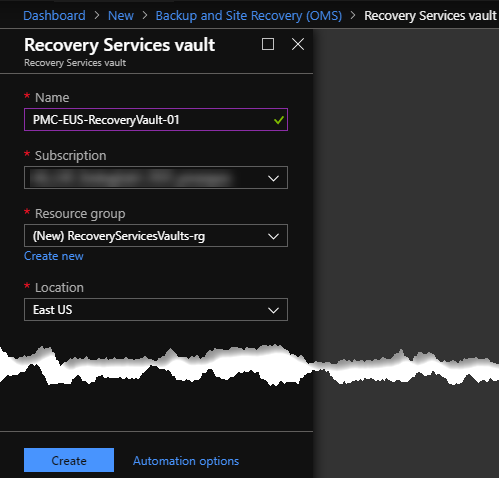 Dashboard > New > Backup and Site Recovery (OMS) > Recovery Services vault
Recovery Services vault
Recovery Services vault
* Name
PMC-EUS-RecoveryVault-01
* Subscription
* Resource group
(New) RecoveryServicesVaults-rg
Create new
* Location
East US
Create Automation options